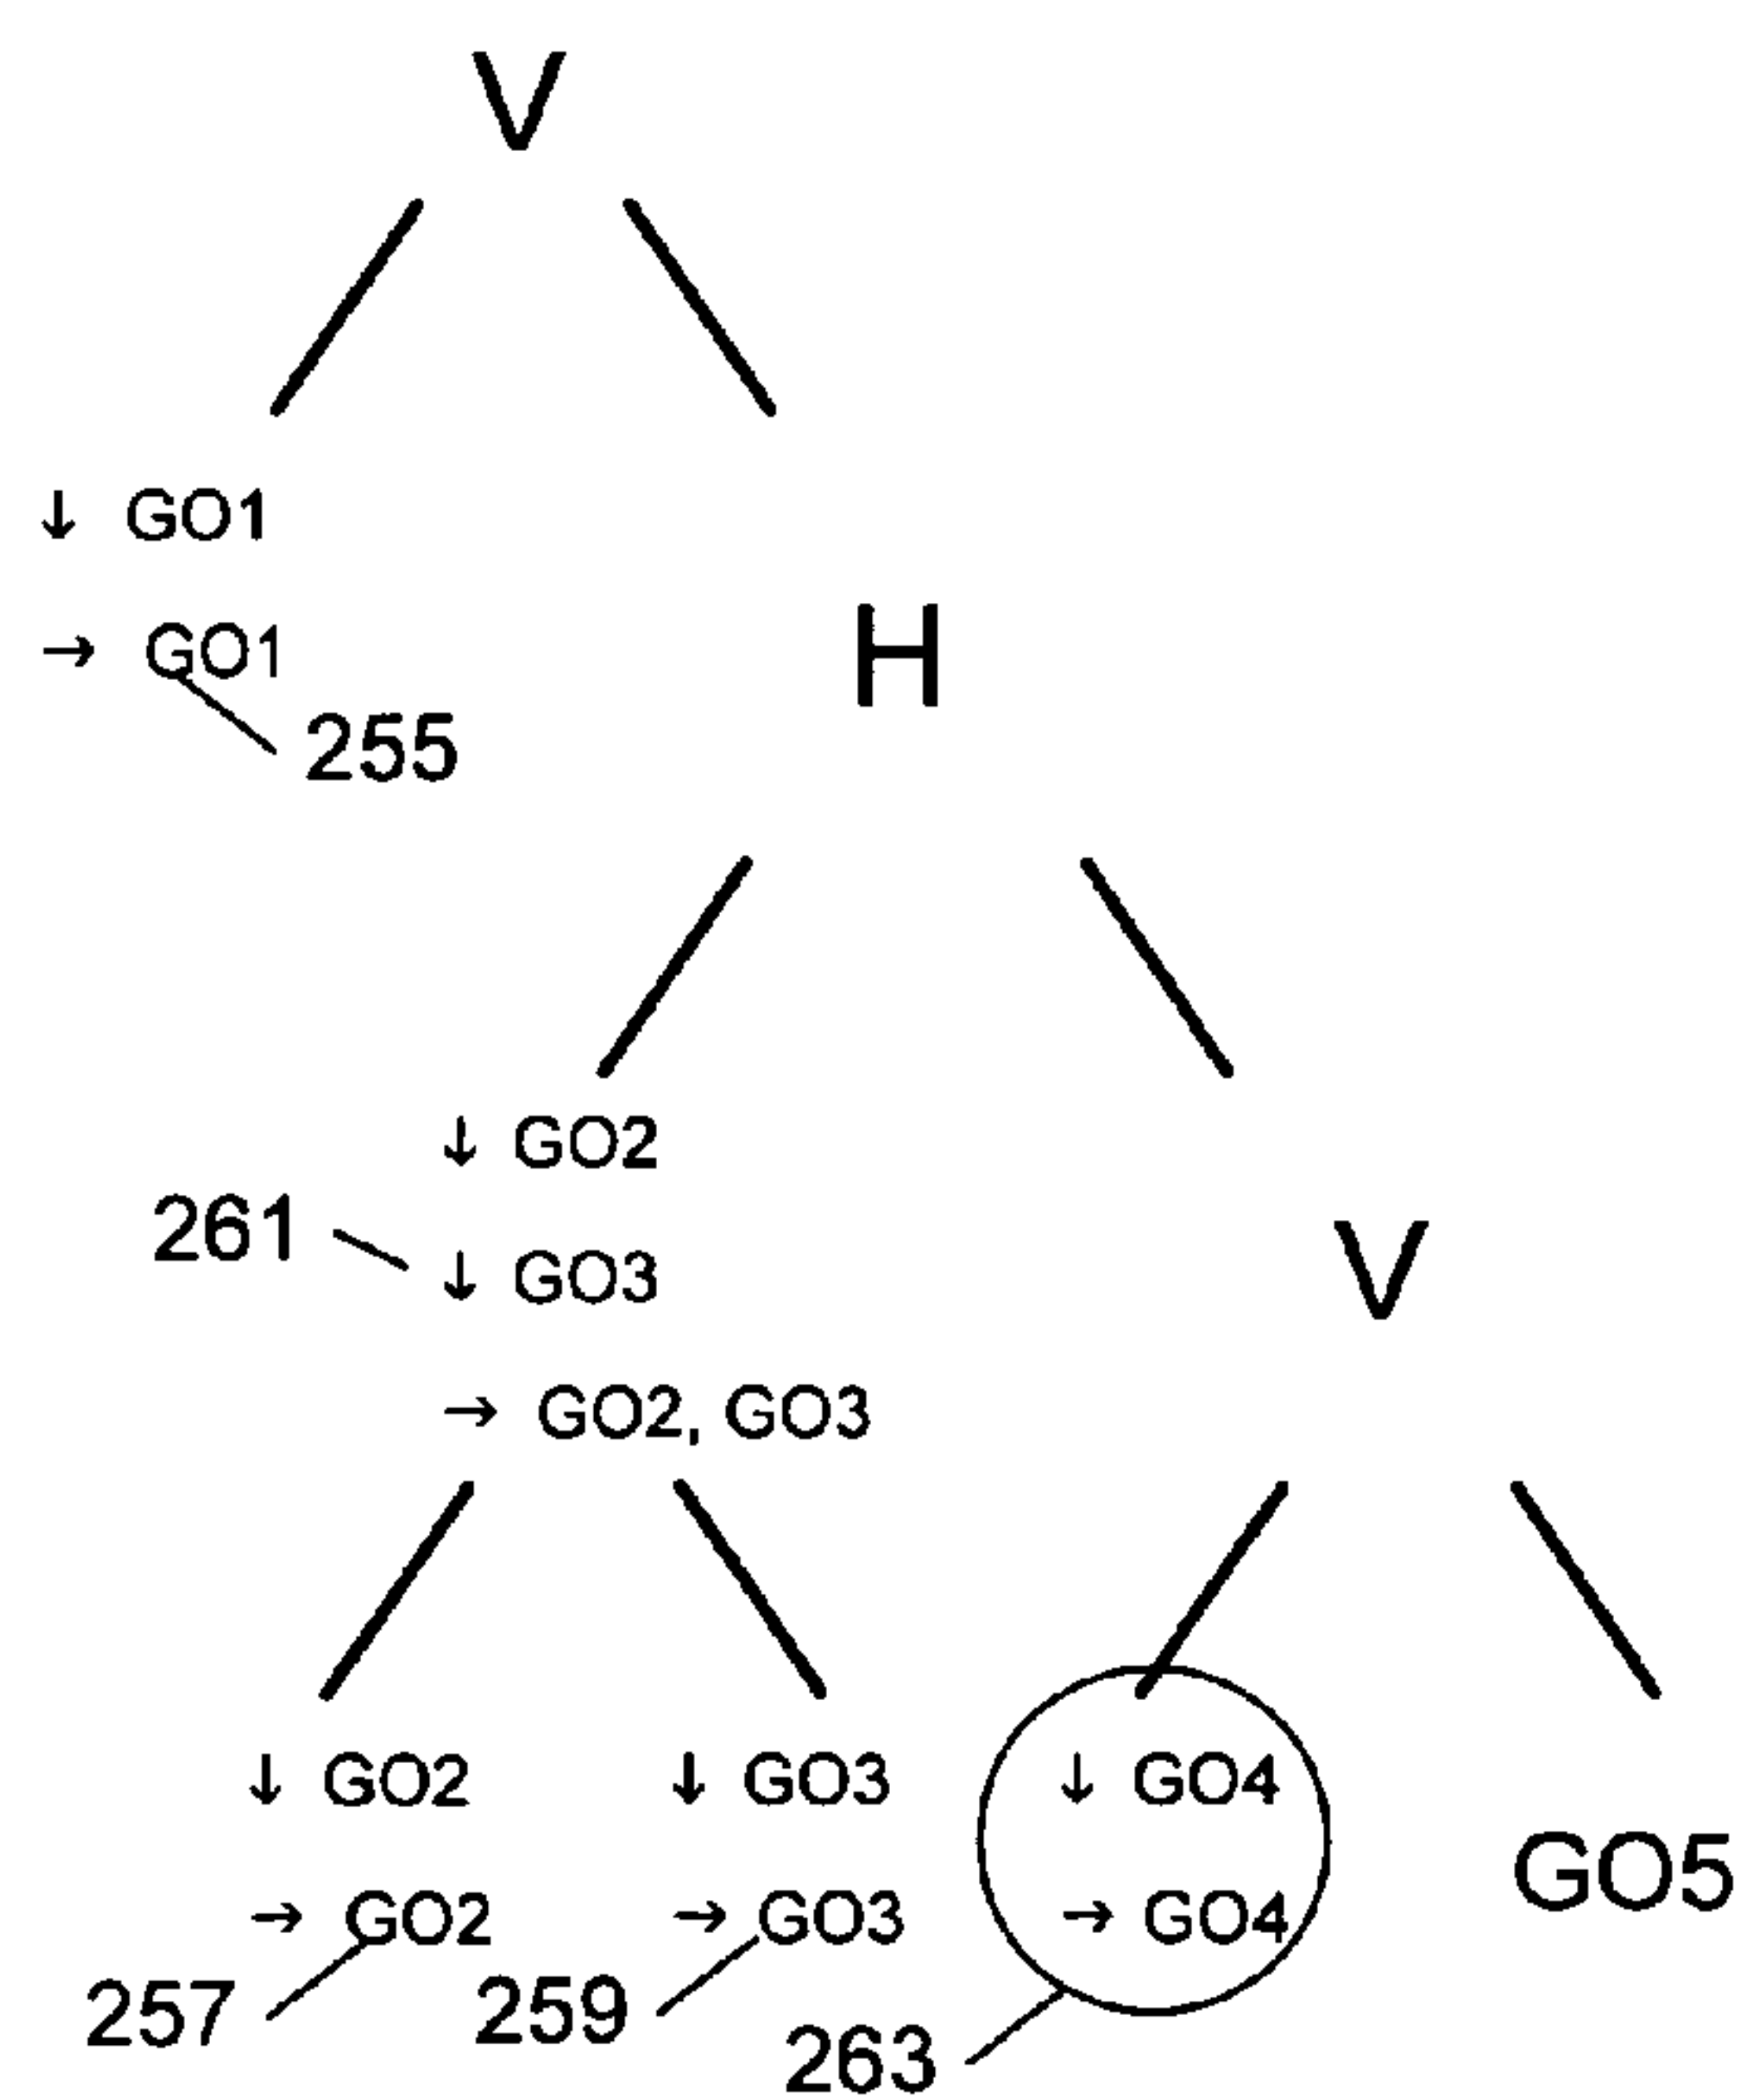 V
↓ GO1
→ GO1
255
H
↓ GO2
261
↓ GO3
→ GO2, GO3
V
↓ GO2
→ GO2
257
↓ GO3
→ GO3
259
↓ GO4
→ GO4
263
GO5